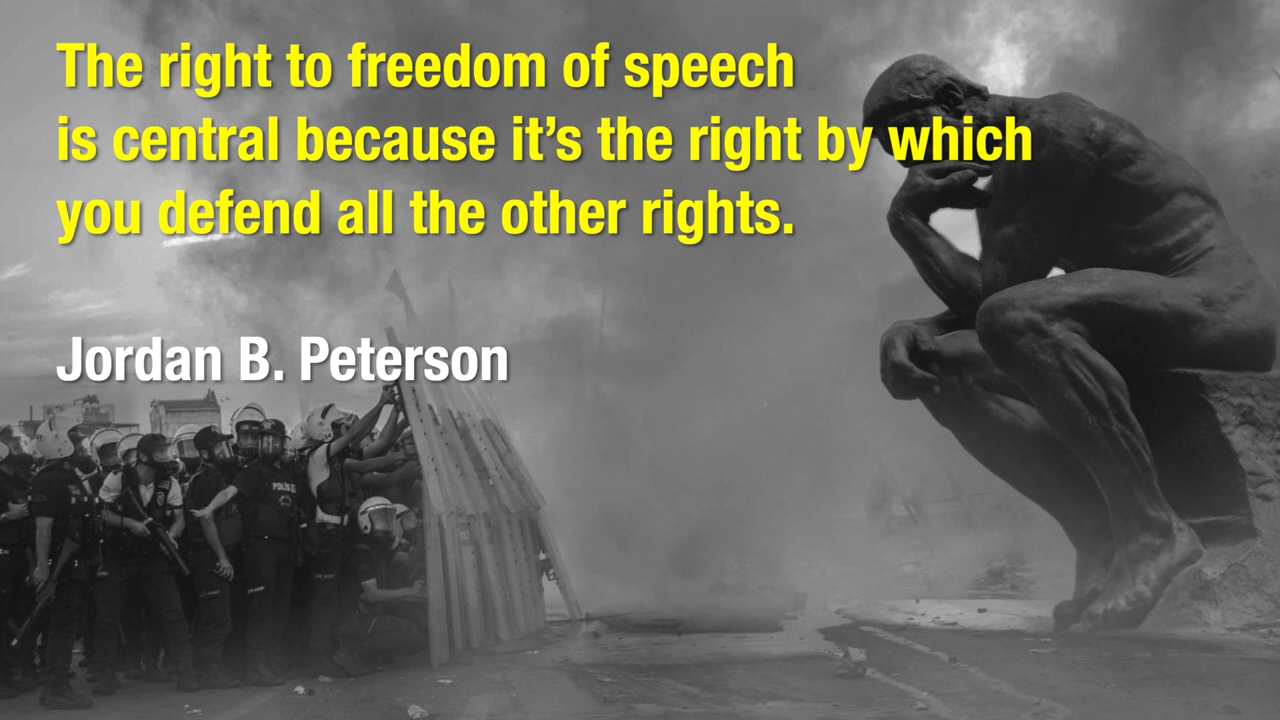 The right to freedom of speech
is central because it’s the right by which
you defend all the other rights.
Jordan B. Peterson
POLİS